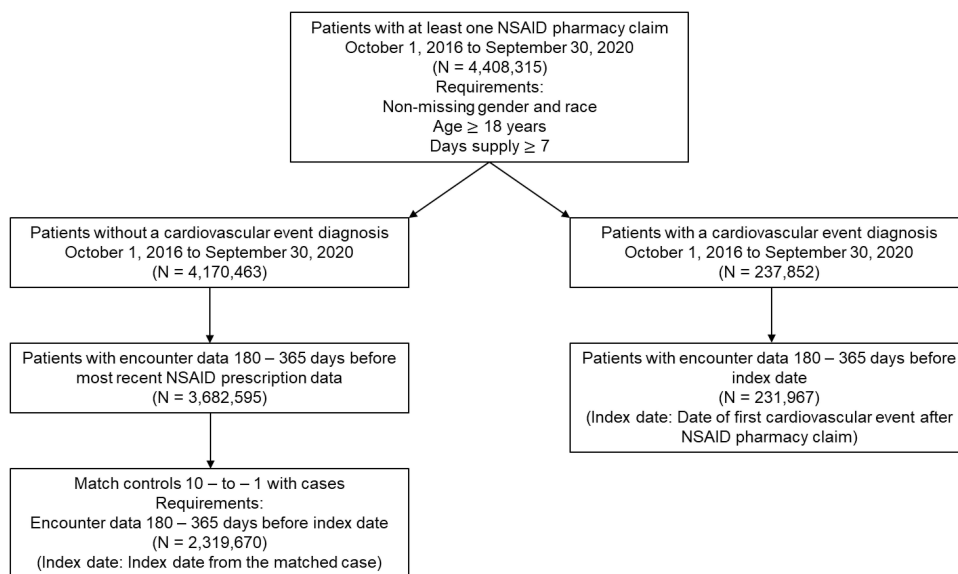 Patients with at least one NSAID pharmacy claim
October 1, 2016 to September 30, 2020
(N = 4,408,315)
Requirements:
Non-missing gender and race
Age ≥ 18 years
Days supply ≥ 7
Patients without a cardiovascular event diagnosis
October 1, 2016 to September 30, 2020
(N = 4,170,463)
Patients with a cardiovascular event diagnosis
October 1, 2016 to September 30, 2020
(N = 237,852)
Patients with encounter data 180 – 365 days before
most recent NSAID prescription data
(N = 3,682,595)
Patients with encounter data 180 – 365 days before
index date
(N = 231,967)
(Index date: Date of first cardiovascular event after
NSAID pharmacy claim)
Match controls 10 – to – 1 with cases
Requirements:
Encounter data 180 – 365 days before index date
(N = 2,319,670)
(Index date: Index date from the matched case)